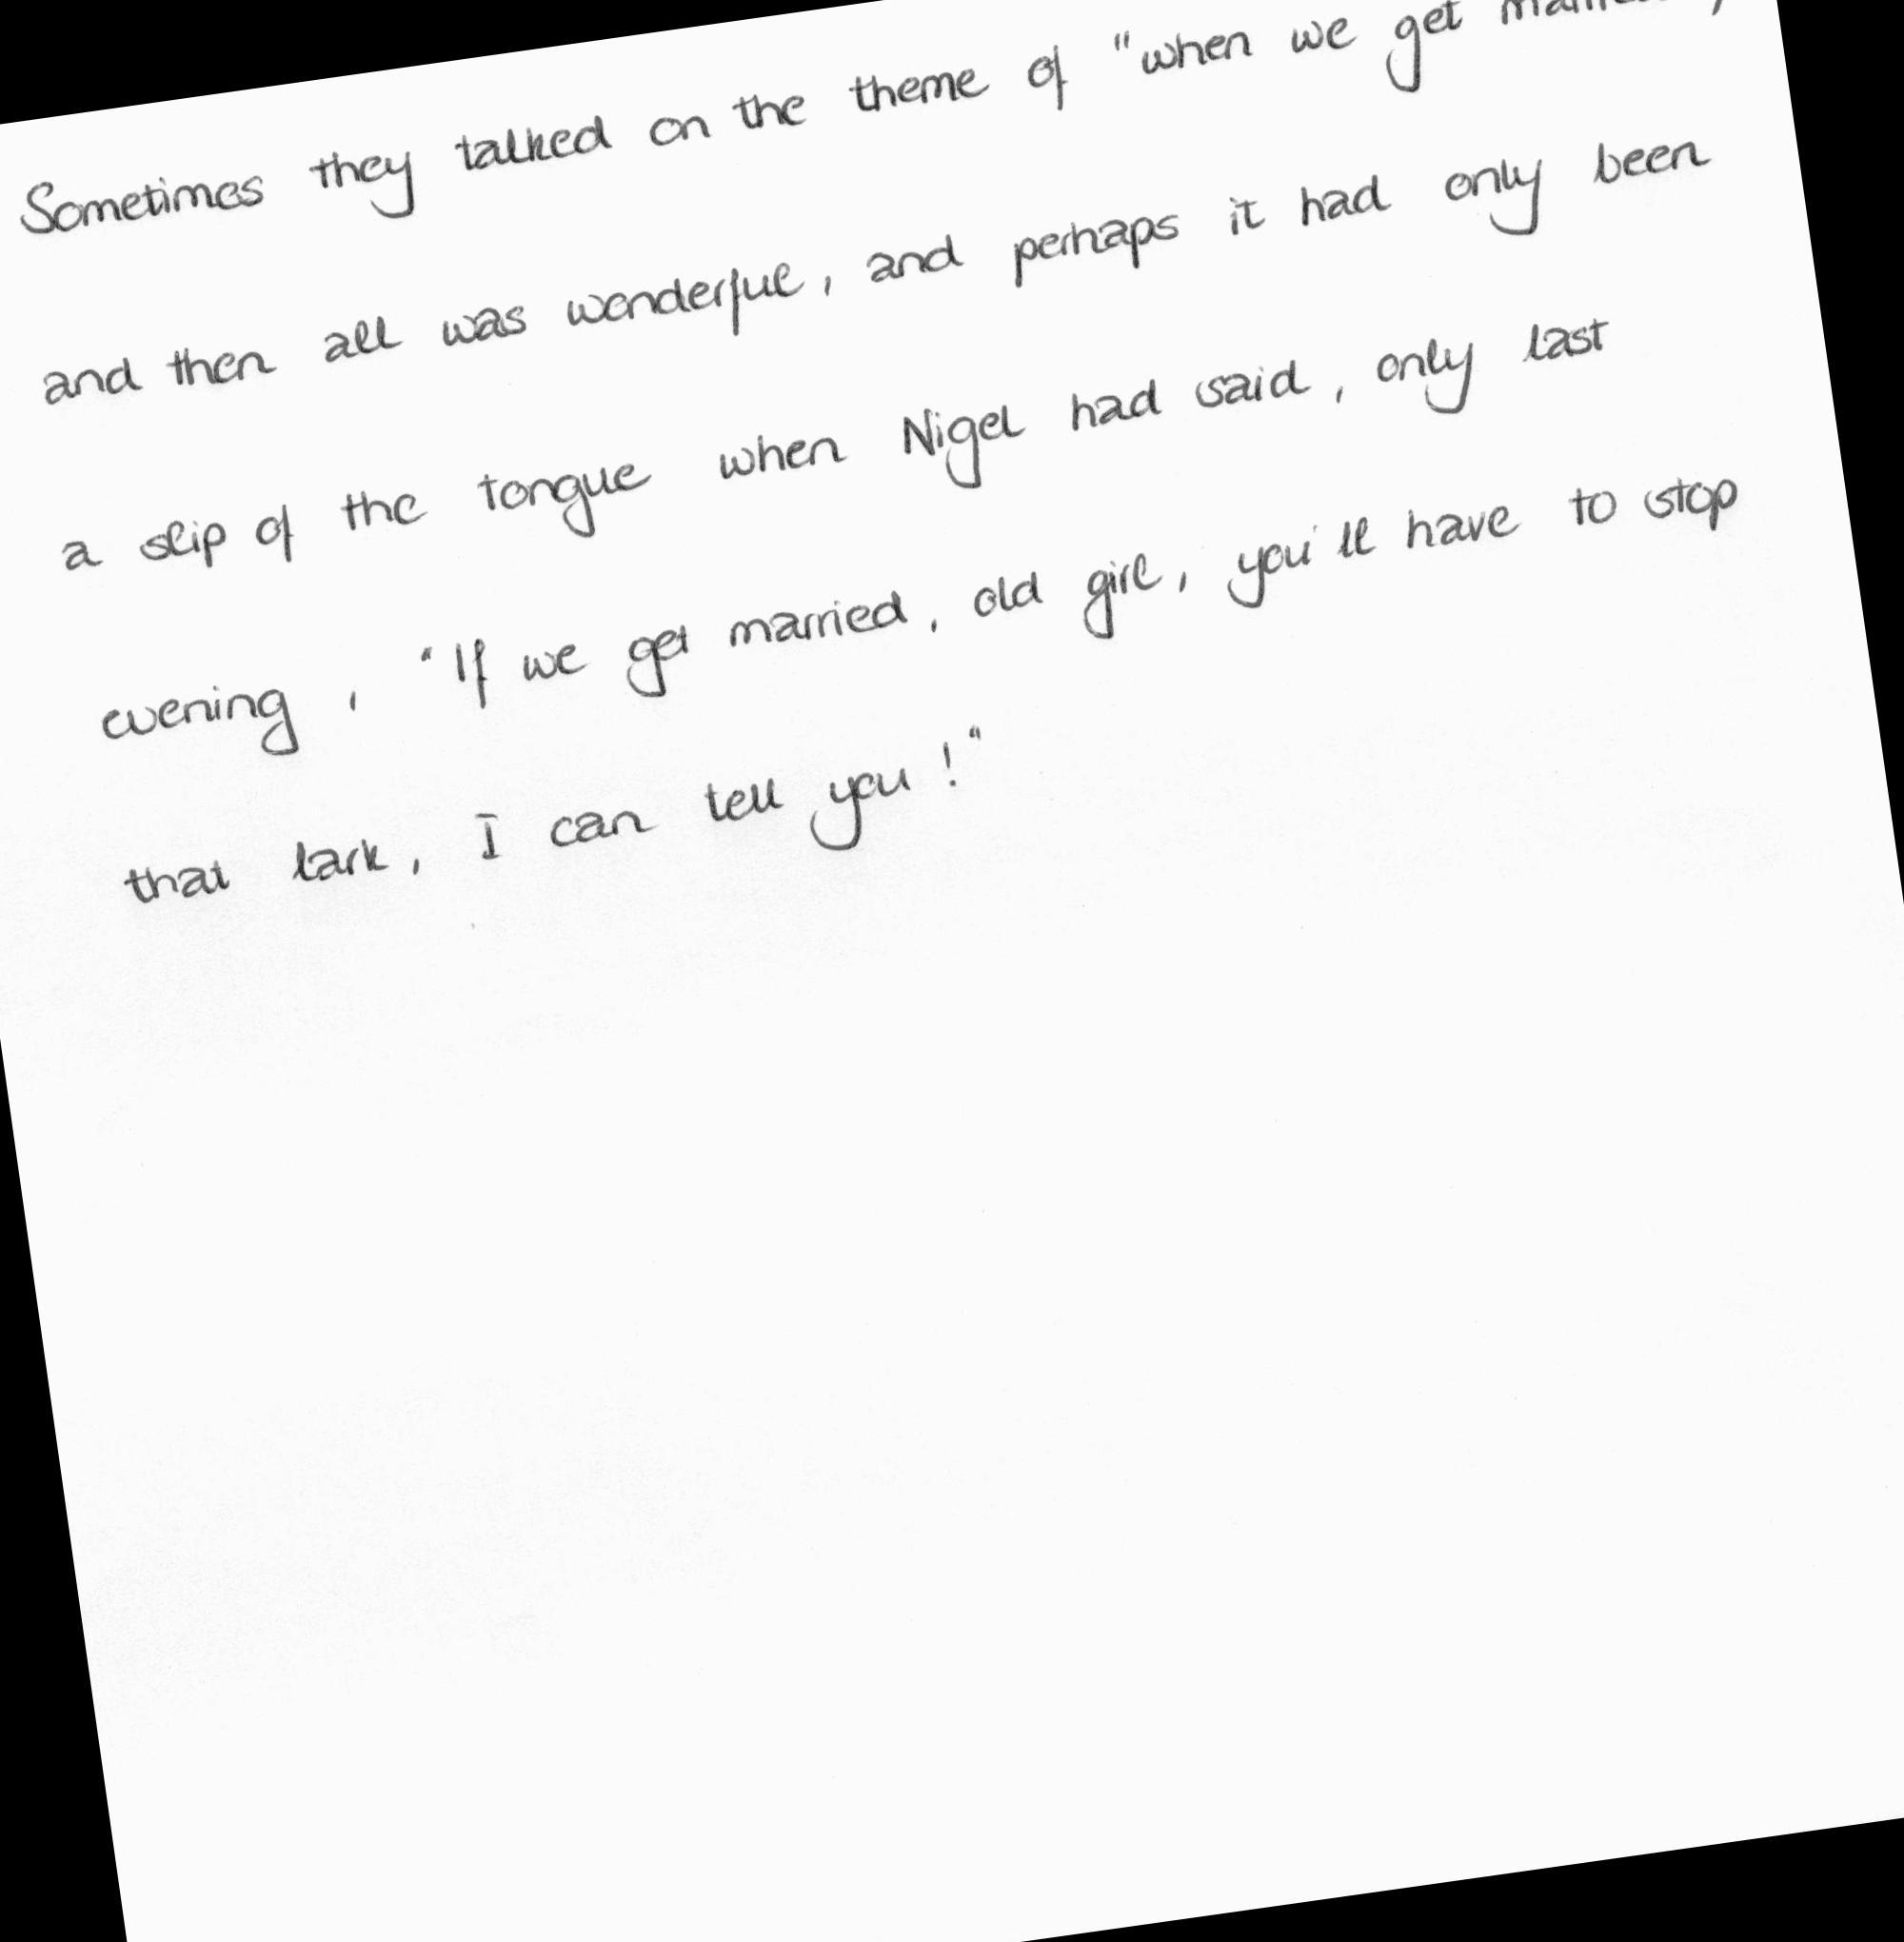 Sometimes they talked on the theme of "when we get
and then all was wonderful, and perhaps it had only been
a slip of the tongue when Nigel had said, only last
evening, "If we get married, old girl, you'll have to stop
that lark, I can tell you!"